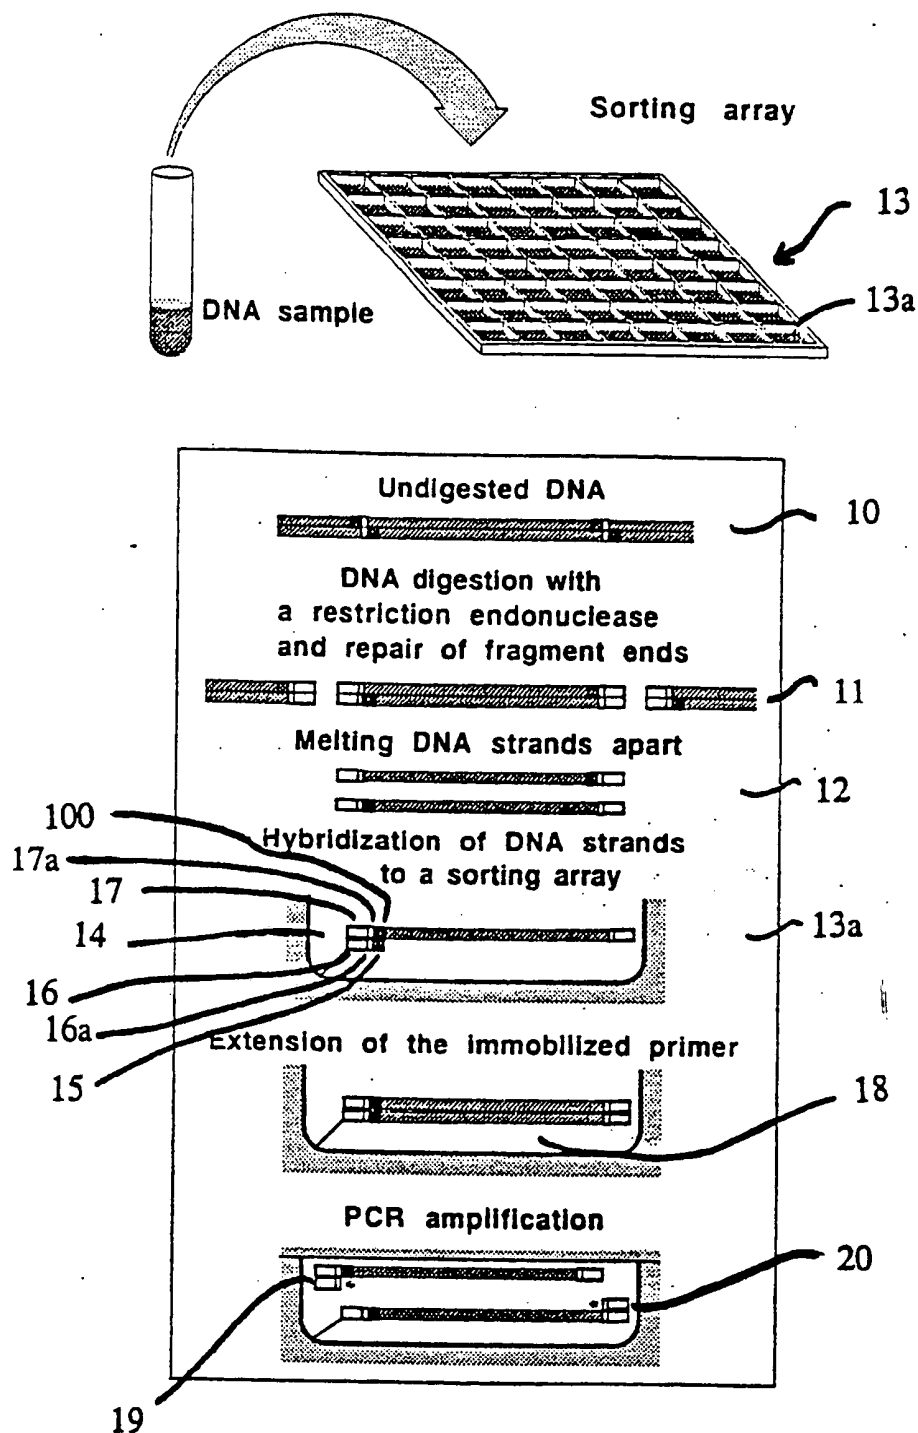 Sorting array
13
13a
DNA sample
Undigested DNA
10
DNA digestion with
a restriction endonuclease
and repair of fragment ends
11
Melting DNA strands apart
12
100
Hybridization of DNA strands
17a
to a sorting array
17
14
13a
16
16a
Extension of the immobilized primer
15
18
PCR amplification
20
19